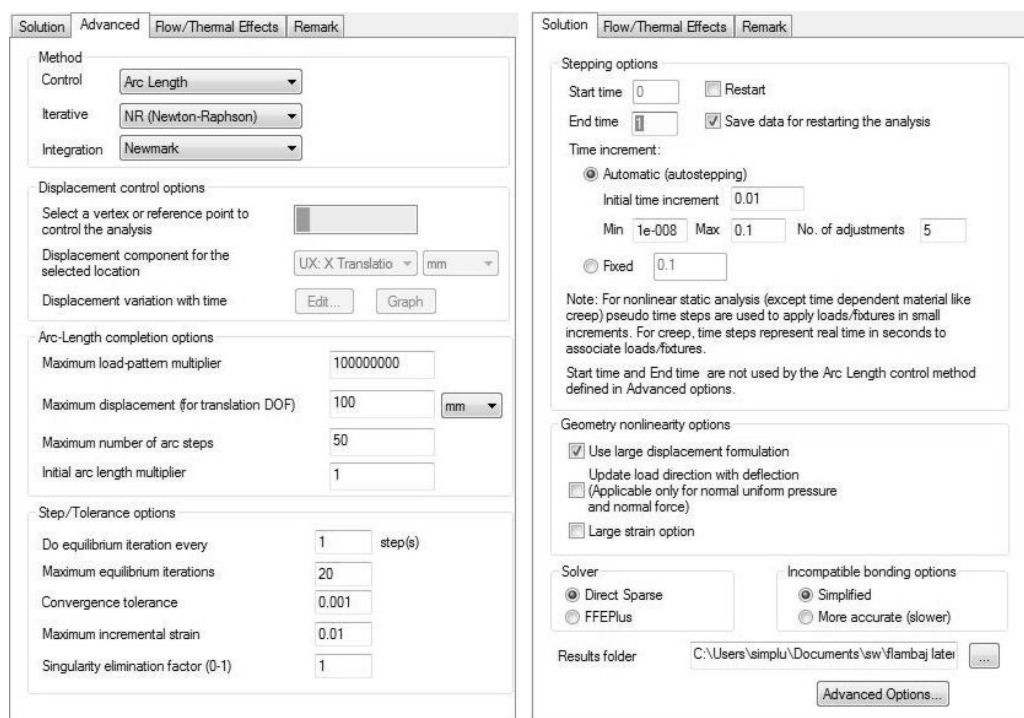 Solution Advanced Flow/Thermal Effects Remark
Method
Control Arc Length
Iterative NR (Newton-Raphson)
Integration Newmark
Displacement control options
Select a vertex or reference point to
control the analysis
Displacement component for the
selected location
UX: X Translatio mm
Displacement variation with time Edit... Graph
Arc-Length completion options
Maximum load-pattern multiplier 100000000
Maximum displacement (for translation DOF) 100 mm
Maximum number of arc steps 50
Initial arc length multiplier 1
Step/Tolerance options
Do equilibrium iteration every 1 step(s)
Maximum equilibrium iterations 20
Convergence tolerance 0.001
Maximum incremental strain 0.01
Singularity elimination factor (0-1) 1
Solution Flow/Thermal Effects Remark
Stepping options
Start time 0 Restart
End time 1 Save data for restarting the analysis
Time increment:
Automatic (autostepping)
Initial time increment 0.01
Min 1e-008 Max 0.1 No. of adjustments 5
Fixed 0.1
Note: For nonlinear static analysis (except time dependent material like
creep) pseudo time steps are used to apply loads/fixtures in small
increments. For creep, time steps represent real time in seconds to
associate loads/fixtures.
Start time and End time are not used by the Arc Length control method
defined in Advanced options.
Geometry nonlinearity options
Use large displacement formulation
Update load direction with deflection
(Applicable only for normal uniform pressure
and normal force)
Large strain option
Solver
Direct Sparse
FFEPlus
Incompatible bonding options
Simplified
More accurate (slower)
Results folder C:\Users\simplu\Documents\sw\flambaj later ...
Advanced Options...